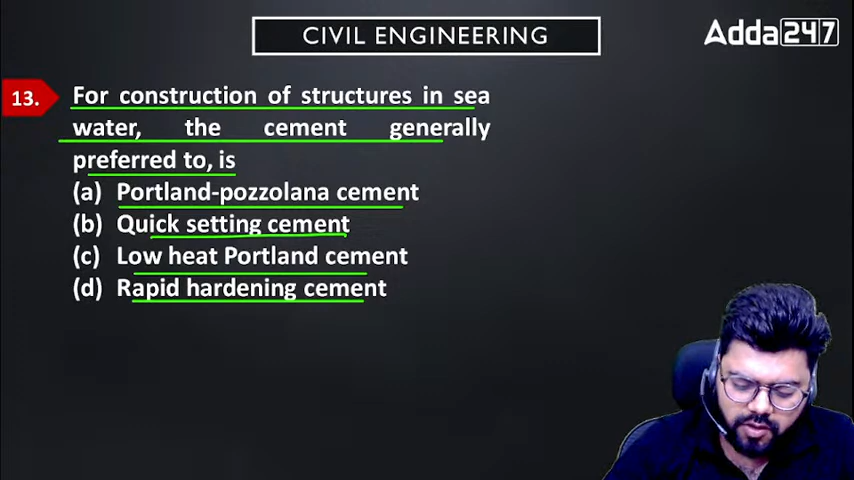 CIVIL ENGINEERING
Adda247
13.
For construction of structures in sea
water, the cement generally
preferred to, is
(a) Portland-pozzolana cement
(b) Quick setting cement
(c) Low heat Portland cement
(d) Rapid hardening cement